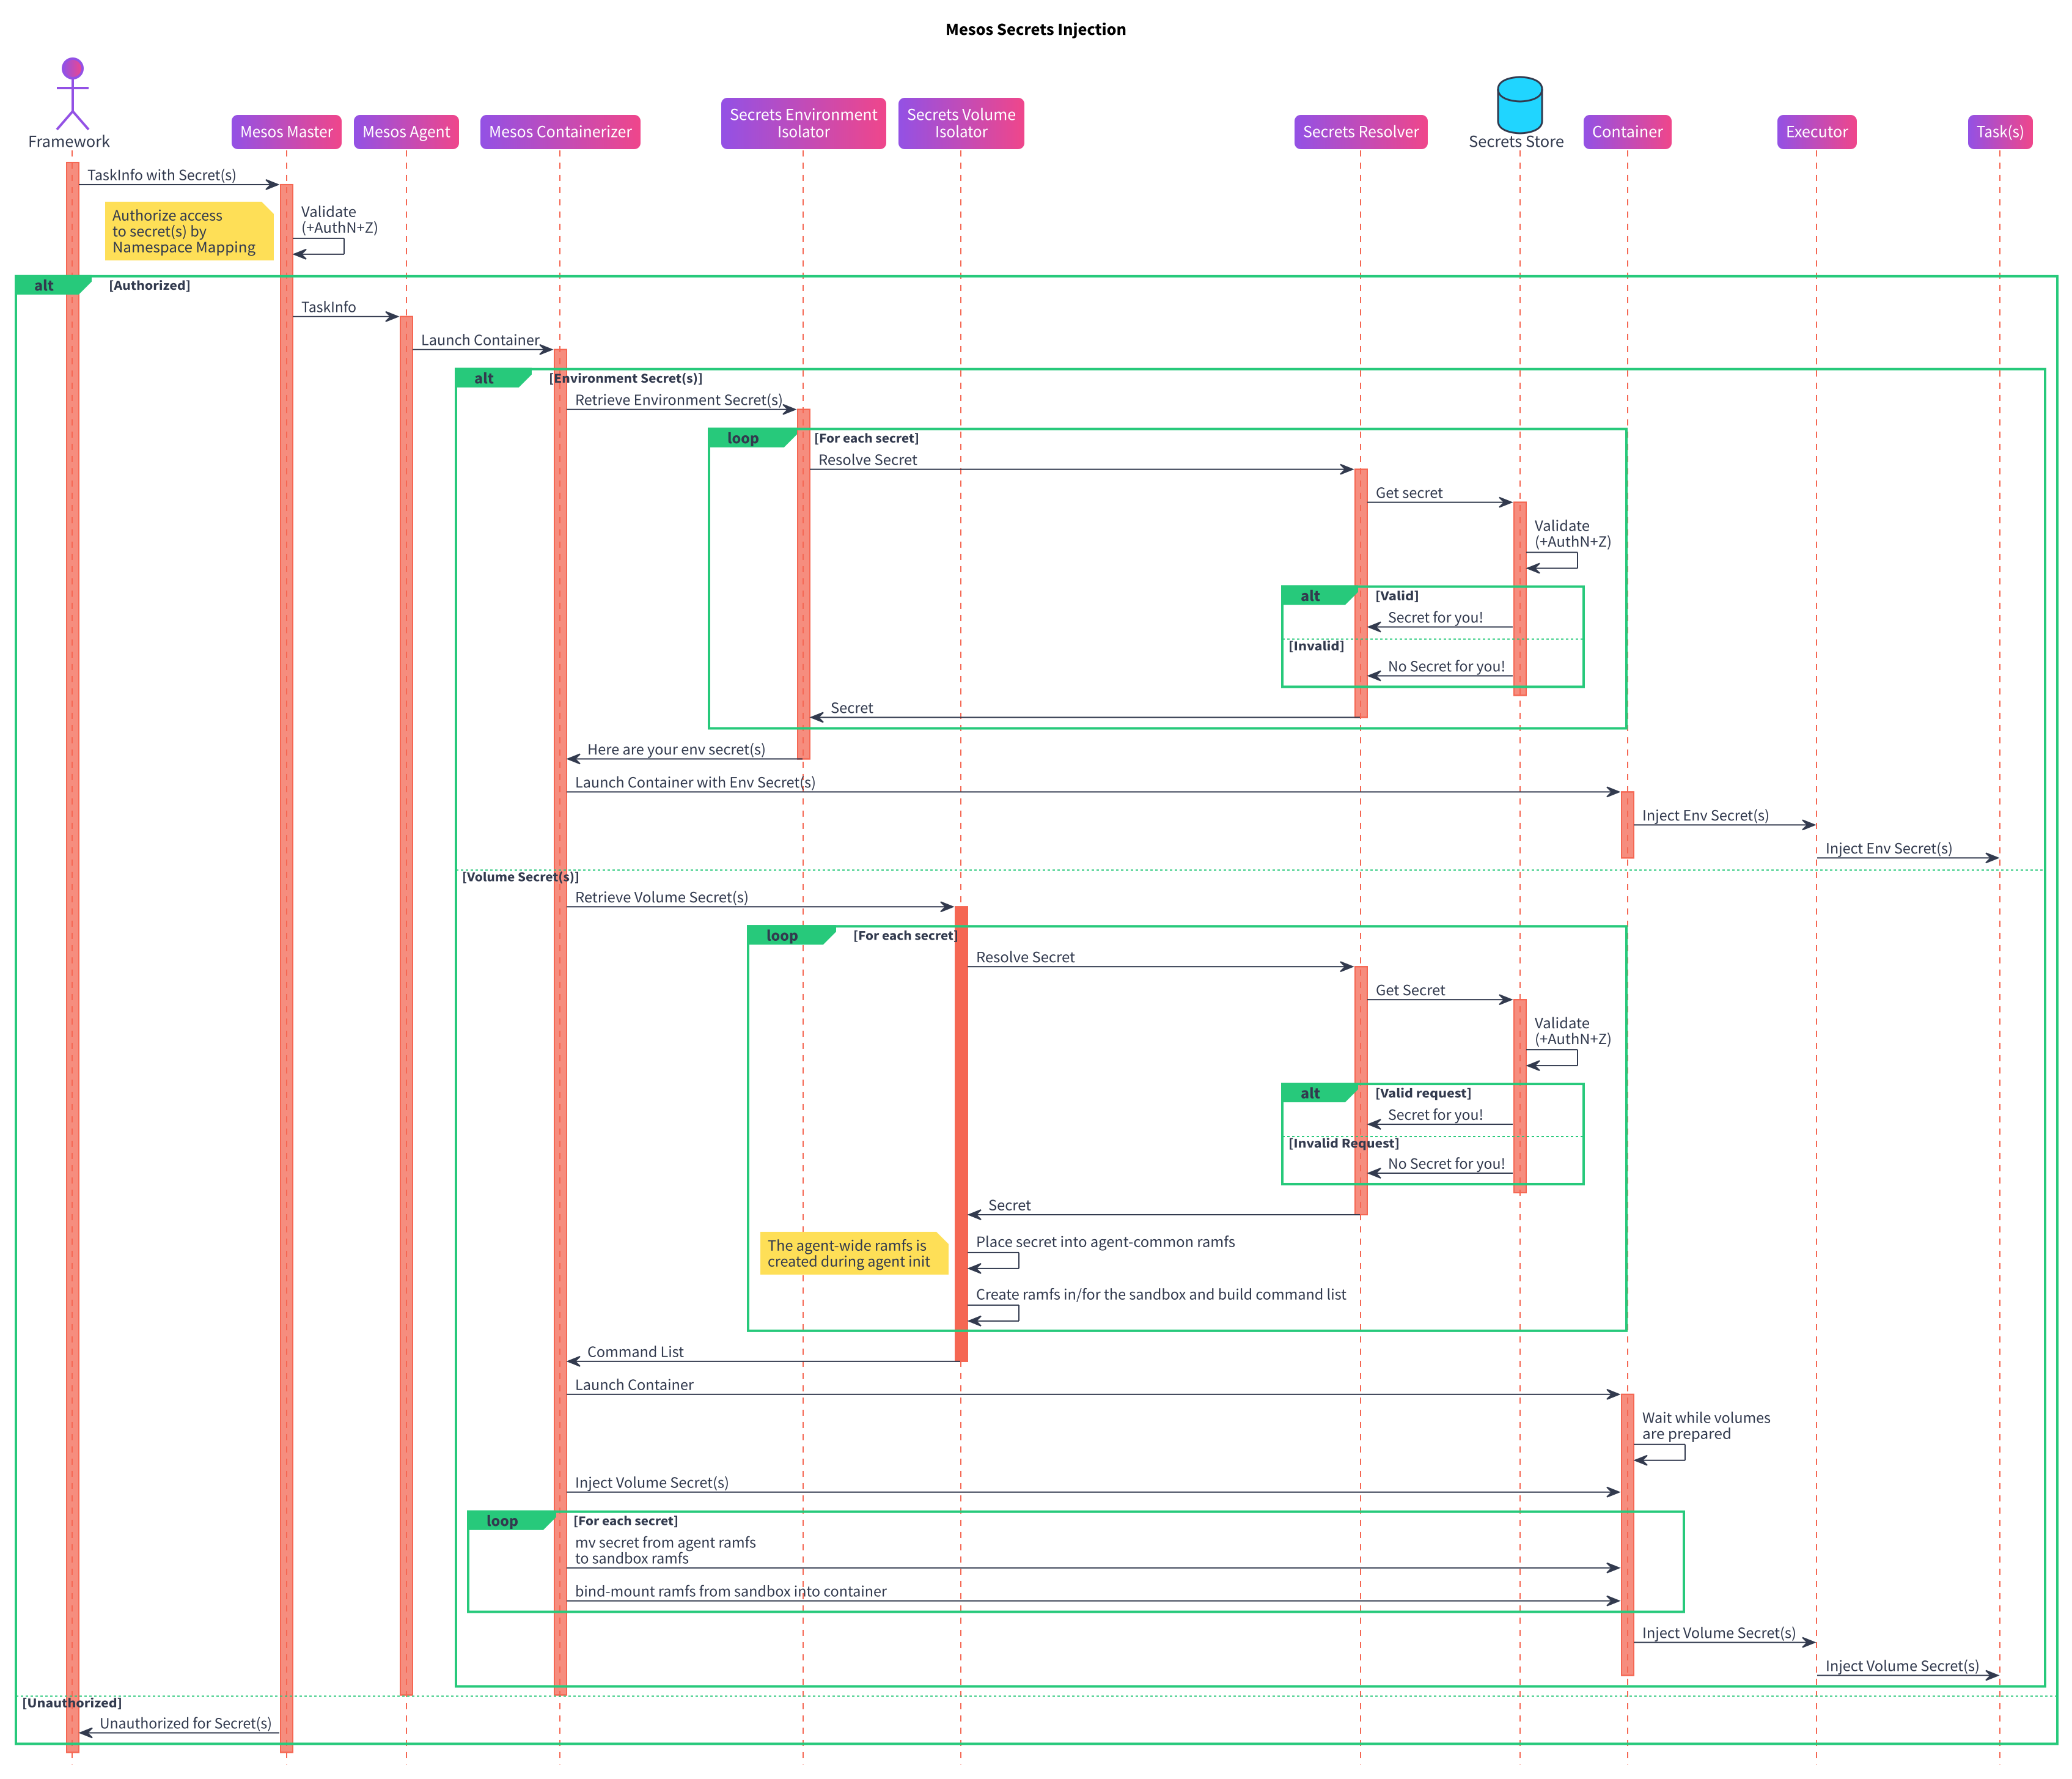 Mesos Secrets Injection
Framework
Mesos Master
Mesos Agent
Mesos Containerizer
Secrets Environment
Isolator
Secrets Volume
Isolator
Secrets Resolver
Secrets Store
Container
Executor
Task(s)
TaskInfo with Secret(s)
Authorize access
to secret(s) by
Namespace Mapping
Validate
(+AuthN+Z)
alt [Authorized]
TaskInfo
Launch Container
alt [Environment Secret(s)]
Retrieve Environment Secret(s)
loop [For each secret]
Resolve Secret
Get secret
Validate
(+AuthN+Z)
alt [Valid]
Secret for you!
[Invalid]
No Secret for you!
Secret
Here are your env secret(s)
Launch Container with Env Secret(s)
Inject Env Secret(s)
Inject Env Secret(s)
[Volume Secret(s)]
Retrieve Volume Secret(s)
loop [For each secret]
Resolve Secret
Get Secret
Validate
(+AuthN+Z)
alt [Valid request]
Secret for you!
[Invalid Request]
No Secret for you!
Secret
The agent-wide ramfs is
created during agent init
Place secret into agent-common ramfs
Create ramfs in/for the sandbox and build command list
Command List
Launch Container
Wait while volumes
are prepared
Inject Volume Secret(s)
loop [For each secret]
mv secret from agent ramfs
to sandbox ramfs
bind-mount ramfs from sandbox into container
Inject Volume Secret(s)
Inject Volume Secret(s)
[Unauthorized]
Unauthorized for Secret(s)